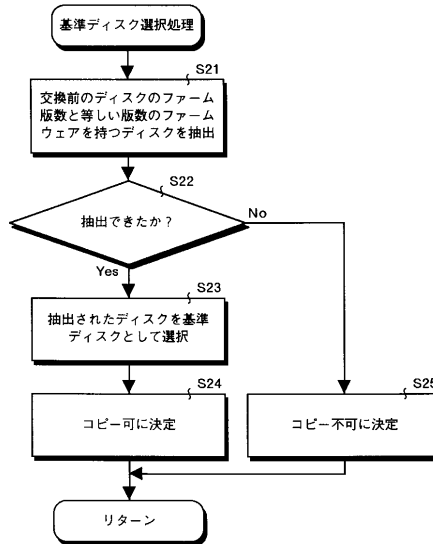 基準ディスク選択処理
S21
交換前のディスクのファーム
版数と等しい版数のファーム
ウェアを持つディスクを抽出
S22
抽出できたか？
No
Yes
S23
抽出されたディスクを基準
ディスクとして選択
S24
コピー可に決定
S25
コピー不可に決定
リターン